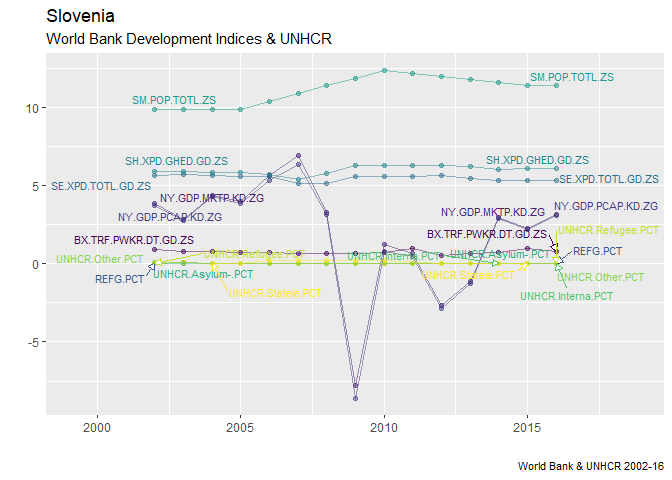 Slovenia
World Bank Development Indices & UNHCR
SM.POP.TOTL.ZS
SM.POP.TOTL.ZS
10
SH.XPD.GHED.GD.ZS
SH.XPD.GHED.GD.ZS
SE.XPD.TOTL.GD.ZS
SE.XPD.TOTL.GD.ZS
5
NY.GDP.MKTP.KD.ZG
NY.GDP.PCAP.KD.ZG
NY.GDP.PCAP.KD.ZG
NY.GDP.MKTP.KD.ZG
BX.TRF.PWKR.DT.GD.ZS
BX.TRF.PWKR.DT.GD.ZS
UNHCR.Refugee.PCT
UNHCR.Other.PCT
UNHCR.Refugee.PCT
UNHCR.Interna.PCT
UNHCR.Asylum-.PCT
REFG.PCT
0
REFG.PCT
UNHCR.Asylum-.PCT
UNHCR.Statele.PCT
UNHCR.Other.PCT
UNHCR.Statele.PCT
UNHCR.Interna.PCT
-5
2000
2005
2010
2015
World Bank & UNHCR 2002-16